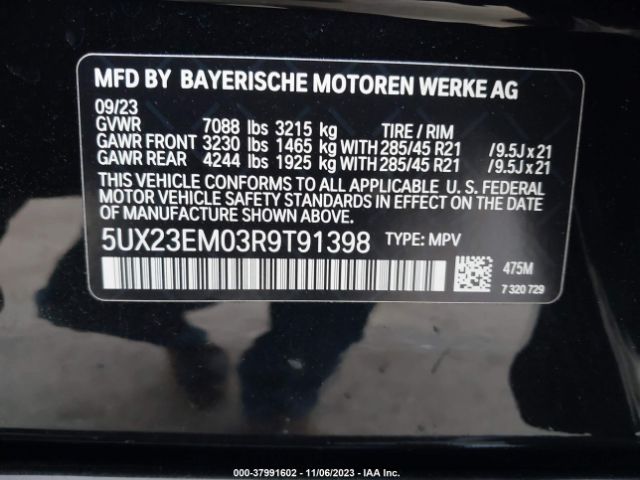 MFD BY BAYERISCHE MOTOREN WERKE AG
09/23
GVWR 7088 lbs 3215 kg TIRE / RIM
GAWR FRONT 3230 lbs 1465 kg WITH 285/45 R21 /9.5J x 21
GAWR REAR 4244 lbs 1925 kg WITH 285/45 R21 /9.5J x 21
THIS VEHICLE CONFORMS TO ALL APPLICABLE U. S. FEDERAL
MOTOR VEHICLE SAFETY STANDARDS IN EFFECT ON THE
DATE OF MANUFACTURE SHOWN ABOVE.
5UX23EM03R9T91398 TYPE: MPV
475M
7 320 729
000-37991602 - 11/06/2023 - IAAI.COM